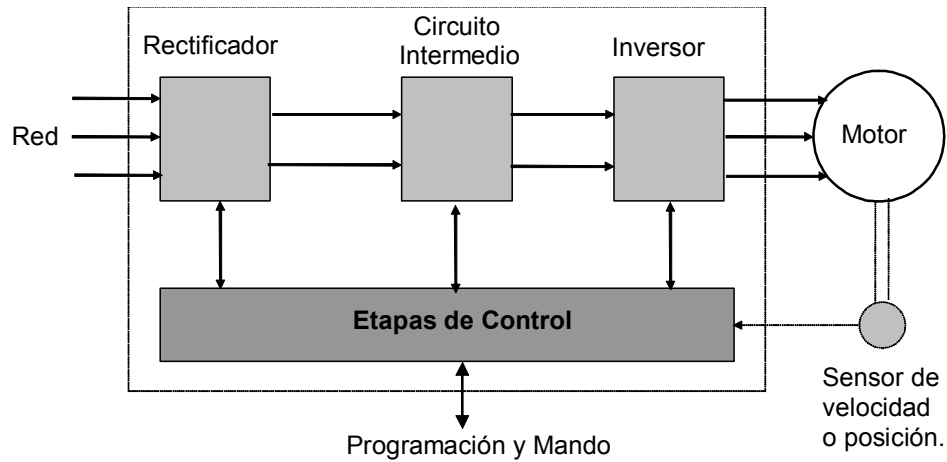 Rectificador
Circuito
Intermedio
Inversor
Red
Motor
Etapas de Control
Sensor de
velocidad
o posición.
Programación y Mando